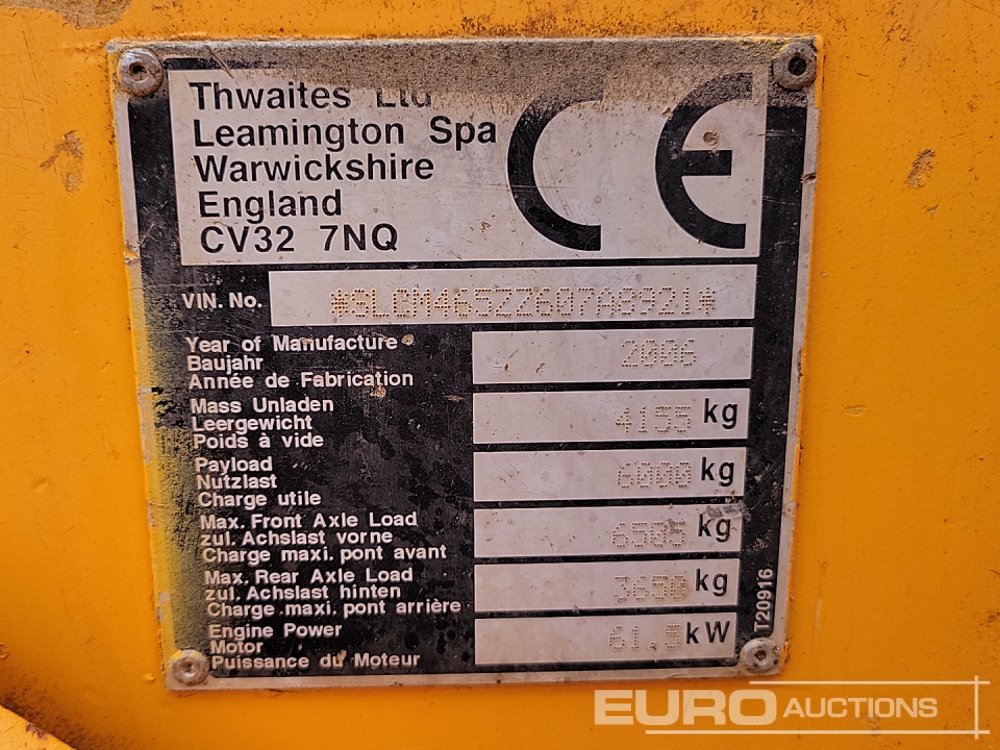 Thwaites Ltd
Leamington Spa
Warwickshire
England
CV32 7NQ
CE
VIN. No. *SLCM465ZZ607A8921*
Year of Manufacture 2006
Baujahr
Année de Fabrication
Mass Unladen 4155 kg
Leergewicht
Poids à vide
Payload 6000 kg
Nutzlast
Charge utile
Max. Front Axle Load 6505 kg
zul. Achslast vorne
Charge maxi. pont avant
Max. Rear Axle Load 3650 kg
zul. Achslast hinten
Charge maxi. pont arrière
Engine Power 61.5 kW
Motor
Puissance du Moteur
T20916
EURO AUCTIONS